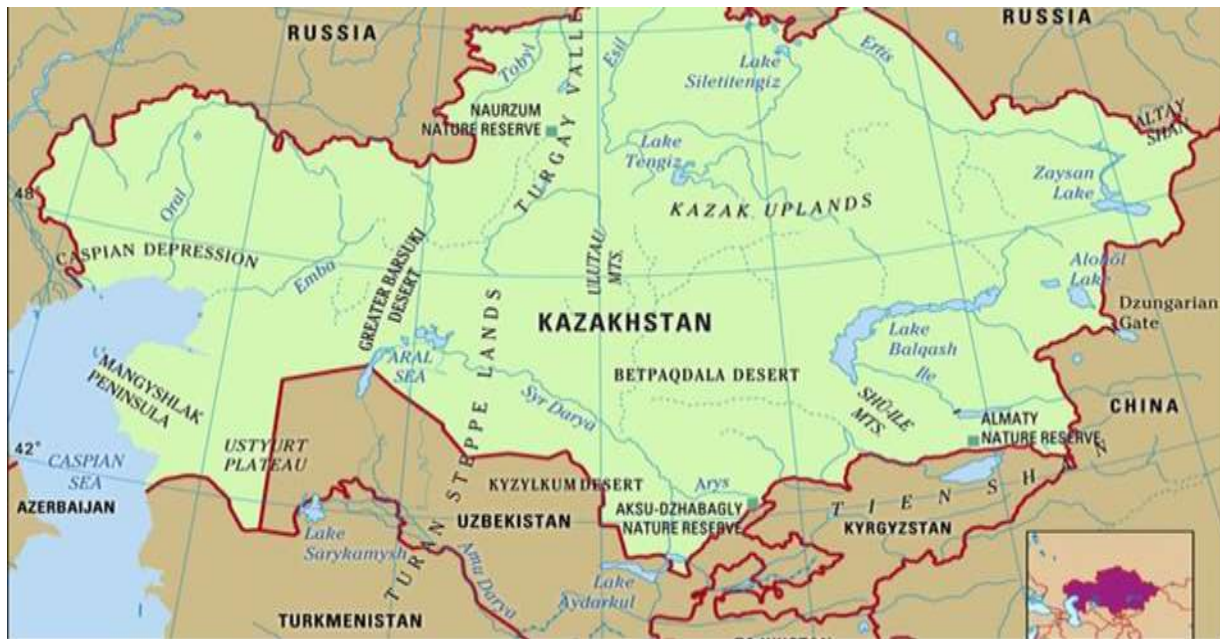 RUSSIA
RUSSIA
Tobyl
Esil
Lake
Siletitengiz
Ertis
NAURZUM
NATURE RESERVE
TURGAY VALLE
ALTAY
SHAN
Lake
Tengiz
Zaysan
Lake
48°
Oral
KAZAK UPLANDS
CASPIAN DEPRESSION
Emba
GREATER BARSUKI
DESERT
ULUTAU
MTS.
Alaköl
Lake
Dzungarian
Gate
KAZAKHSTAN
Lake
Balqash
ARAL
SEA
MANGYSHLAK
PENINSULA
BETPAQDALA DESERT
Ile
Syr Darya
SHŪ-ILE
MTS.
CHINA
ALMATY
NATURE RESERVE
42°
USTYURT
PLATEAU
CASPIAN
SEA
TURAN STEPPE LANDS
KYZYLKUM DESERT
Arys
TIEN SHAN
AZERBAIJAN
UZBEKISTAN
AKSU-DZHABAGLY
NATURE RESERVE
KYRGYZSTAN
Lake
Sarykamysh
Amu Darya
Lake
Aydarkul
TURKMENISTAN